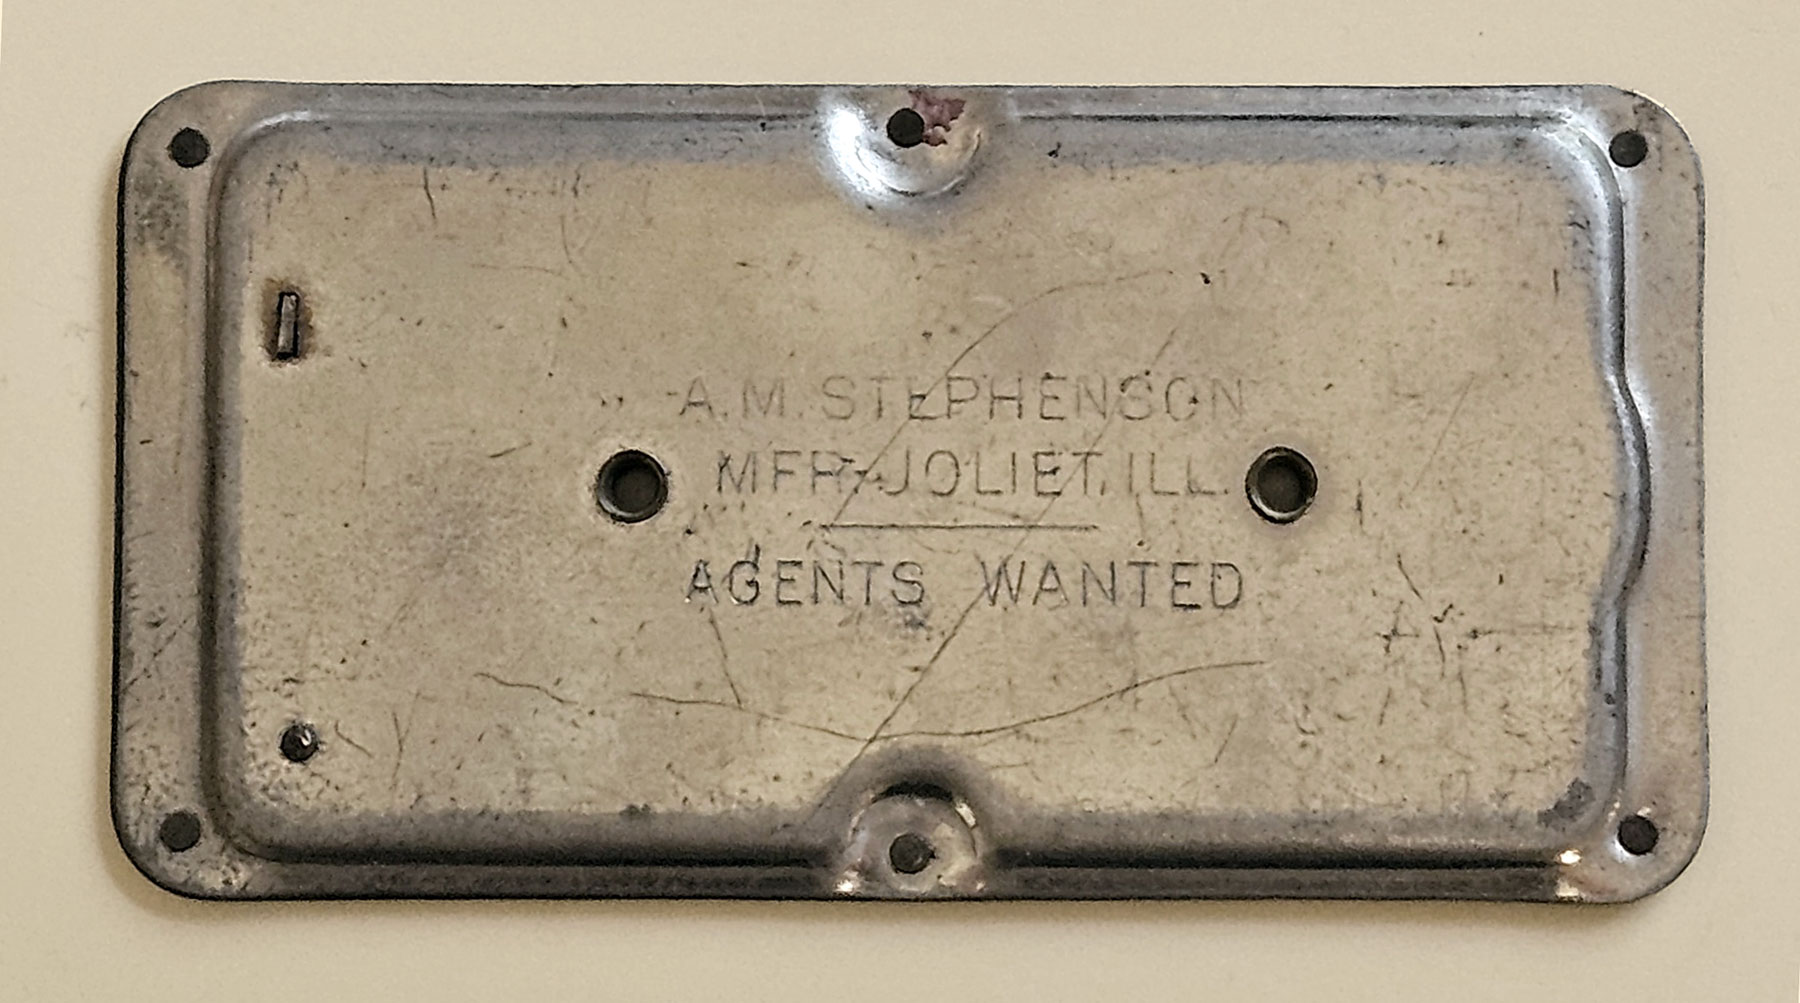 A.M. STEPHENSON
MFR-JOLIET, ILL.
AGENTS WANTED